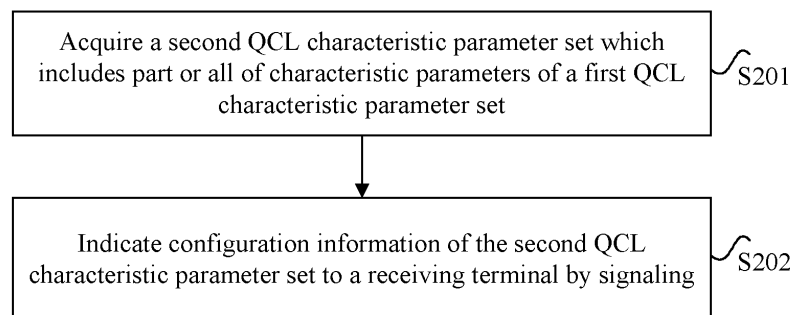 Acquire a second QCL characteristic parameter set which
includes part or all of characteristic parameters of a first QCL
characteristic parameter set
S201
Indicate configuration information of the second QCL
characteristic parameter set to a receiving terminal by signaling
S202